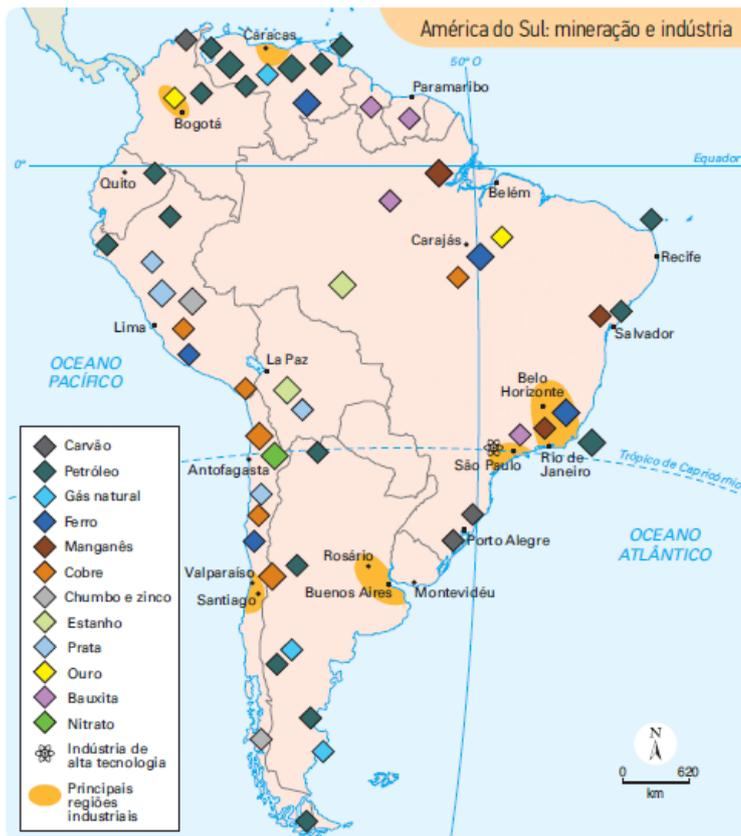 América do Sul: mineração e indústria
50° O
Caracas
Paramaribo
Bogotá
0°
Equador
Quito
Belém
Carajás
Recife
Lima
Salvador
OCEANO
PACÍFICO
La Paz
Belo
Horizonte
Antofagasta
São Paulo
Rio de
Janeiro
Trópico de Capricórnio
Porto Alegre
OCEANO
ATLÂNTICO
Rosário
Valparaíso
Buenos Aires
Montevidéu
Santiago
Carvão
Petróleo
Gás natural
Ferro
Manganês
Cobre
Chumbo e zinco
Estanho
Prata
Ouro
Bauxita
Nitrato
Indústria de
alta tecnologia
Principais
regiões
industriais
N
0 620
km